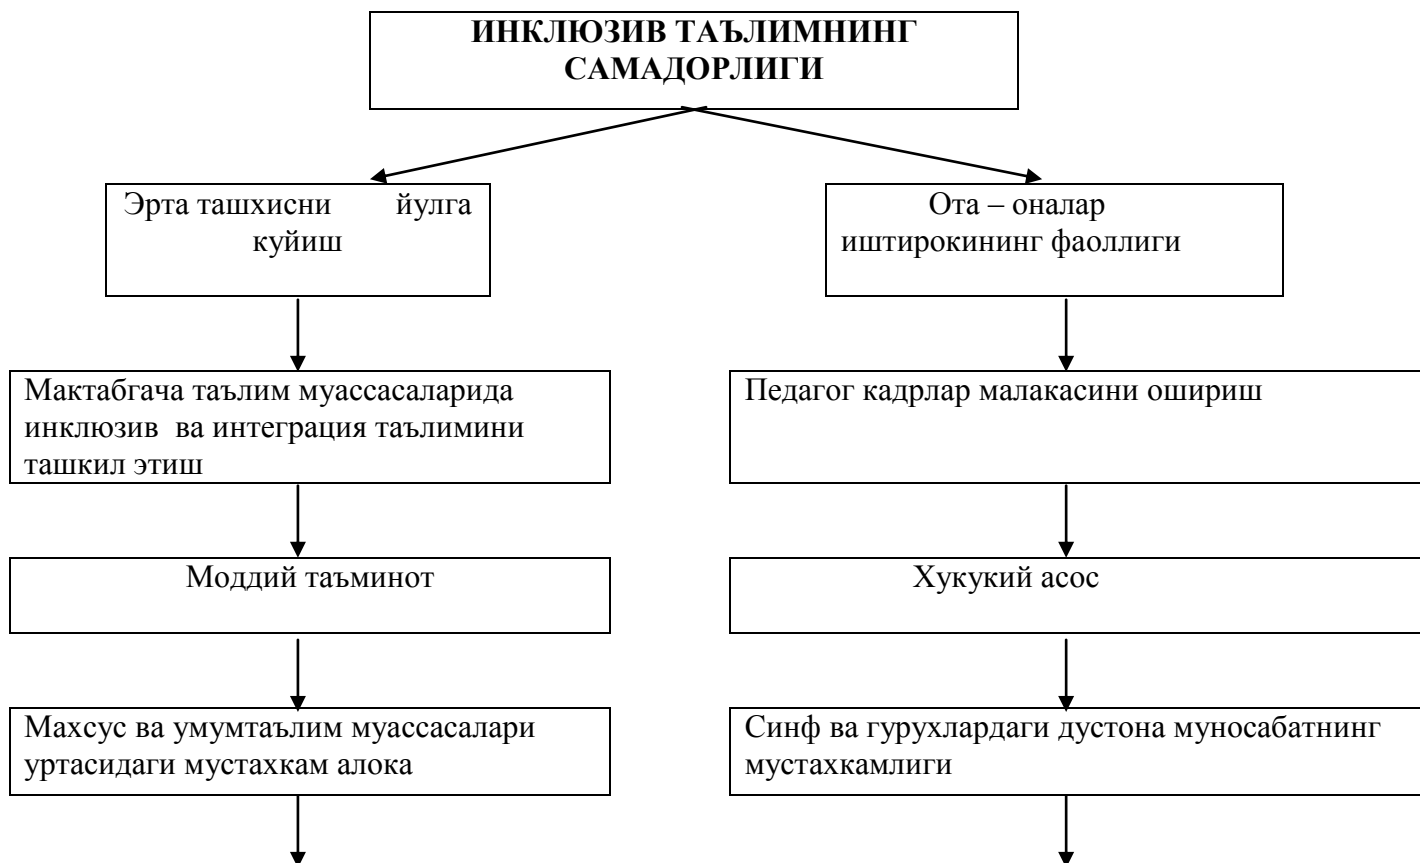 ИНКЛЮЗИВ ТАЪЛИМНИНГ
САМАДОРЛИГИ
Эрта ташхисни йулга
куйиш
Ота – оналар
иштирокининг фаоллиги
Мактабгача таълим муассасаларида
инклюзив ва интеграция таълимини
ташкил этиш
Педагог кадрлар малакасини ошириш
Моддий таъминот
Хукукий асос
Махсус ва умумтаълим муассасалари
уртасидаги мустахкам алока
Синф ва гурухлардаги дустона муносабатнинг
мустахкамлиги